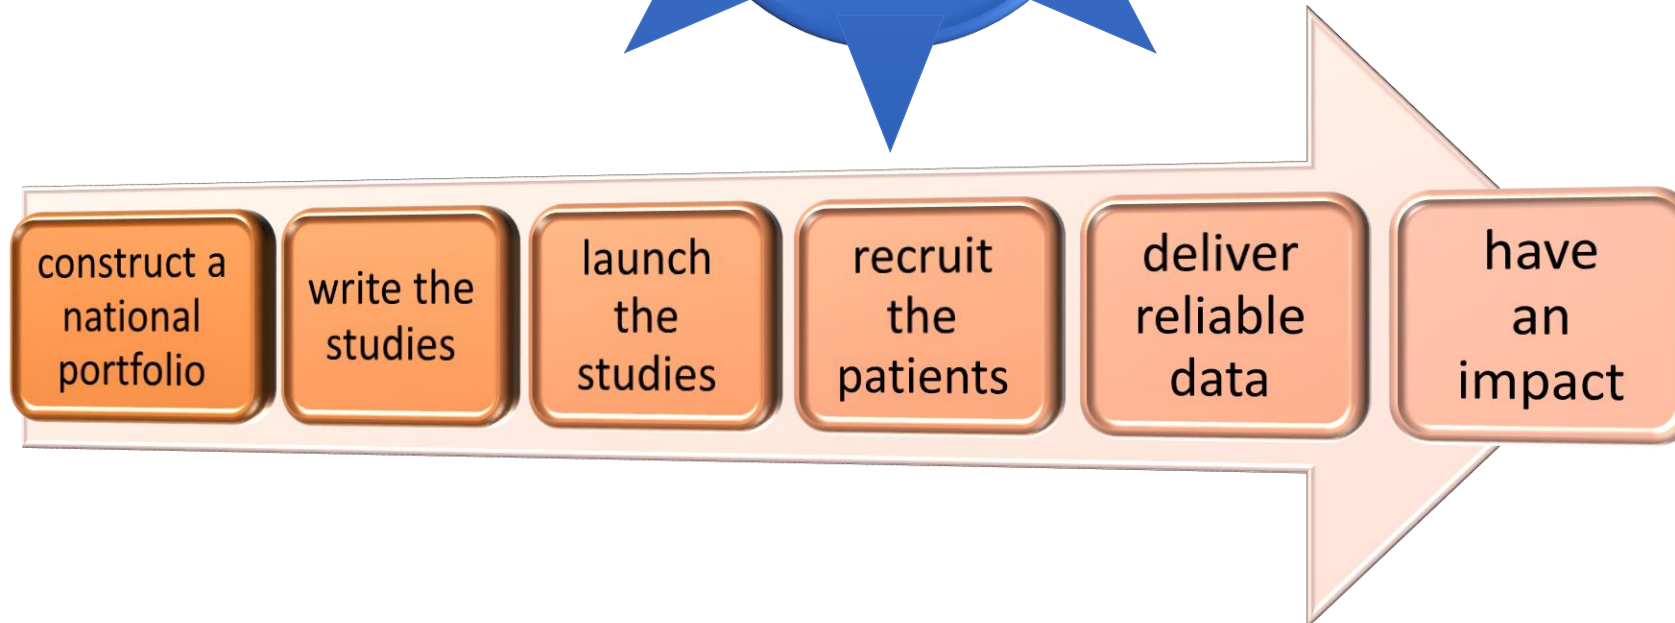 construct a
national
portfolio
write the
studies
launch
the
studies
recruit
the
patients
deliver
reliable
data
have
an
impact